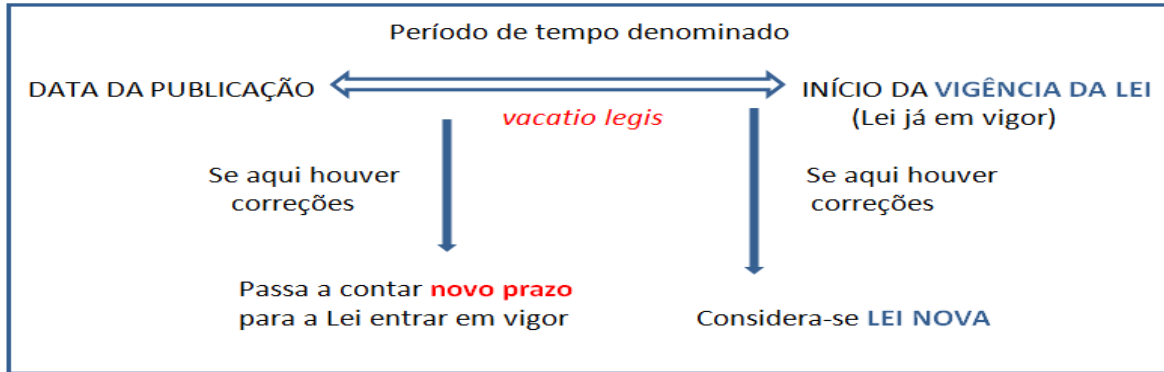 Período de tempo denominado
DATA DA PUBLICAÇÃO
INÍCIO DA VIGÊNCIA DA LEI
vacatio legis
(Lei já em vigor)
Se aqui houver
correções
Se aqui houver
correções
Passa a contar novo prazo
para a Lei entrar em vigor
Considera-se LEI NOVA